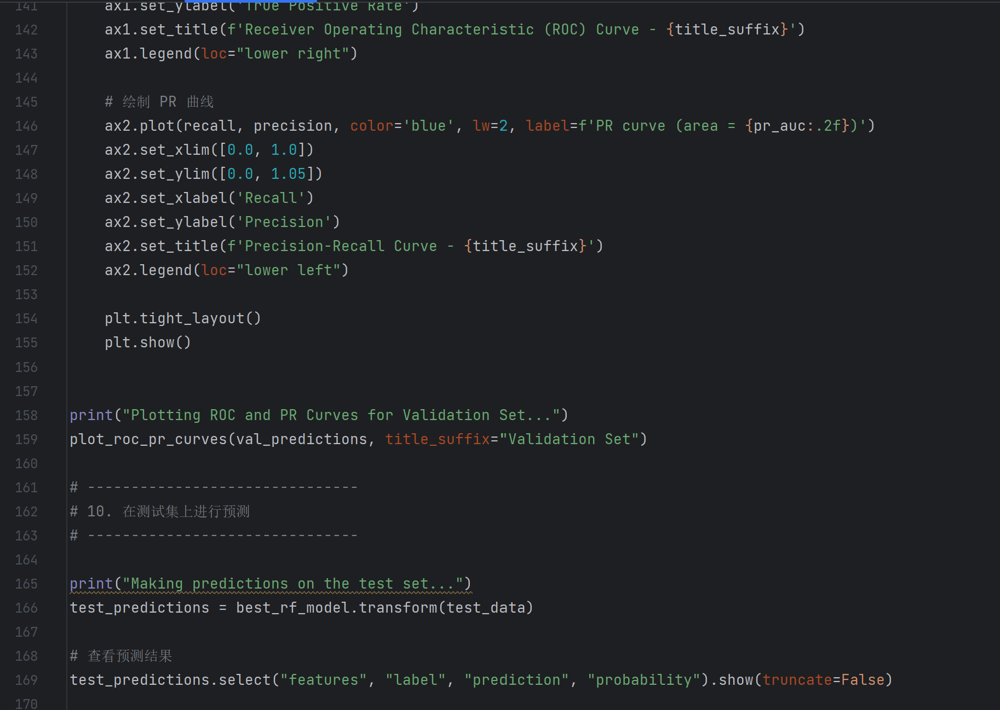 141 ax1.set_ylabel('True Positive Rate')
142 ax1.set_title(f'Receiver Operating Characteristic (ROC) Curve - {title_suffix}')
143 ax1.legend(loc="lower right")
144
145 # 绘制 PR 曲线
146 ax2.plot(recall, precision, color='blue', lw=2, label=f'PR curve (area = {pr_auc:.2f})')
147 ax2.set_xlim([0.0, 1.0])
148 ax2.set_ylim([0.0, 1.05])
149 ax2.set_xlabel('Recall')
150 ax2.set_ylabel('Precision')
151 ax2.set_title(f'Precision-Recall Curve - {title_suffix}')
152 ax2.legend(loc="lower left")
153
154 plt.tight_layout()
155 plt.show()
156
157
158 print("Plotting ROC and PR Curves for Validation Set...")
159 plot_roc_pr_curves(val_predictions, title_suffix="Validation Set")
160
161 # -------------------------------
162 # 10. 在测试集上进行预测
163 # -------------------------------
164
165 print("Making predictions on the test set...")
166 test_predictions = best_rf_model.transform(test_data)
167
168 # 查看预测结果
169 test_predictions.select("features", "label", "prediction", "probability").show(truncate=False)
170